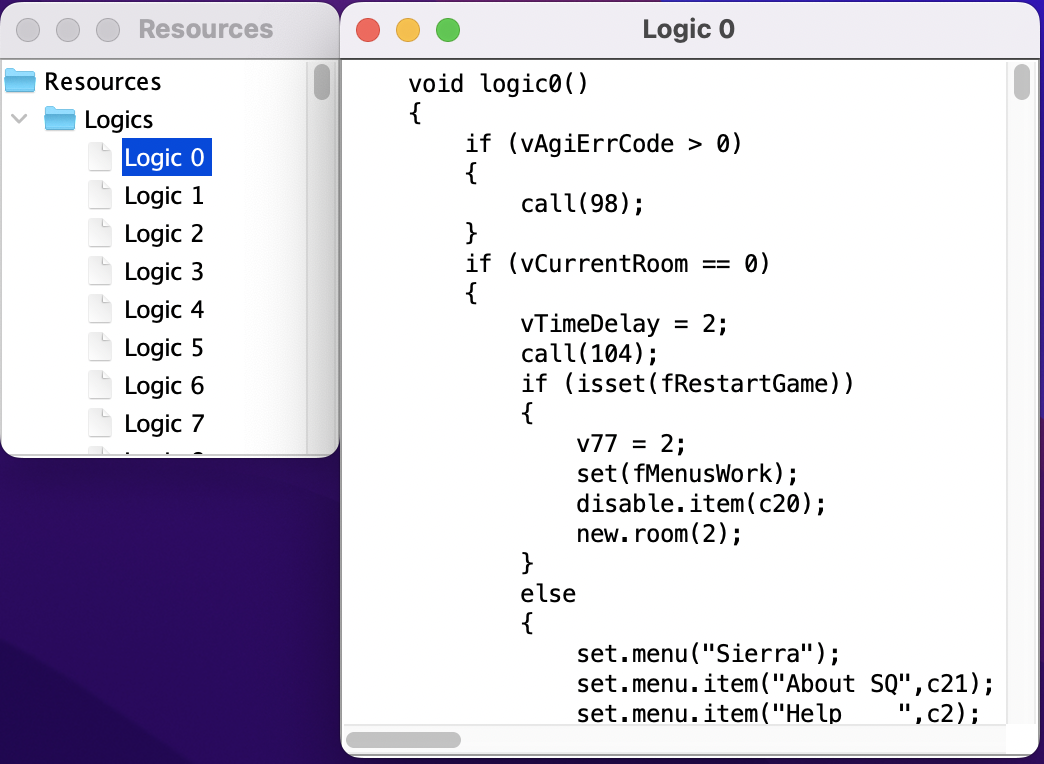 Resources
Resources
Logics
Logic 0
Logic 1
Logic 2
Logic 3
Logic 4
Logic 5
Logic 6
Logic 7
Logic 0
void logic0()
{
if (vAgiErrCode > 0)
{
call(98);
}
if (vCurrentRoom == 0)
{
vTimeDelay = 2;
call(104);
if (isset(fRestartGame))
{
v77 = 2;
set(fMenusWork);
disable.item(c20);
new.room(2);
}
else
{
set.menu("Sierra");
set.menu.item("About SQ",c21);
set.menu.item("Help    ",c2);